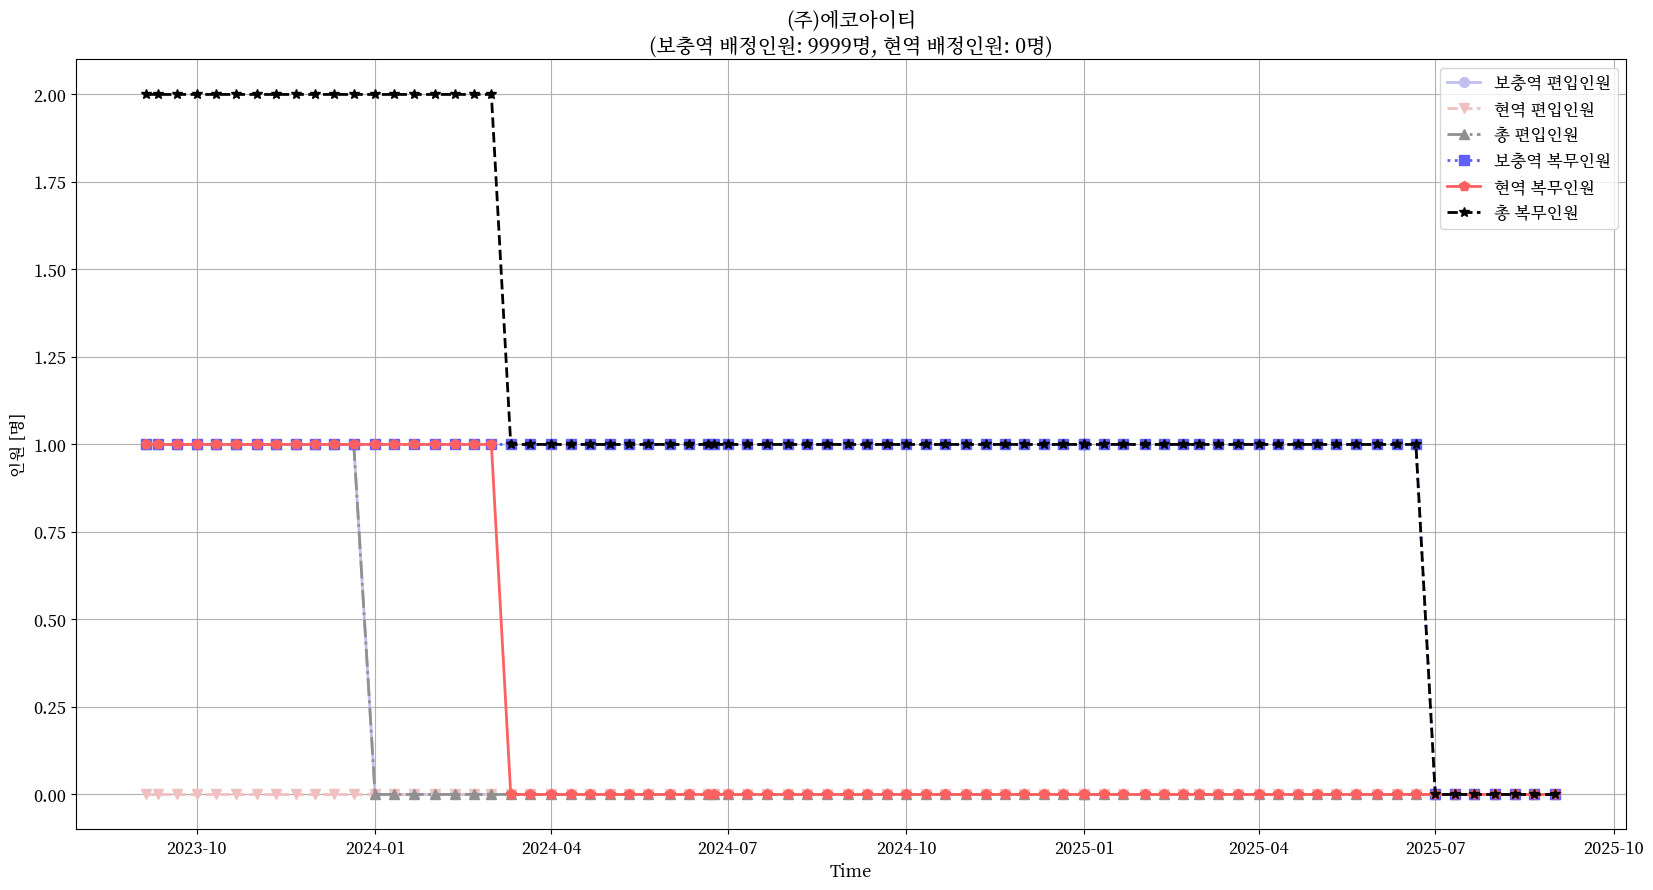 (주)에코아이티
(보충역 배정인원: 9999명, 현역 배정인원: 0명)
2.00
1.75
1.50
1.25
1.00
0.75
0.50
0.25
0.00
인원 [명]
보충역 편입인원
현역 편입인원
총 편입인원
보충역 복무인원
현역 복무인원
총 복무인원
2023-10
2024-01
2024-04
2024-07
2024-10
2025-01
2025-04
2025-07
2025-10
Time